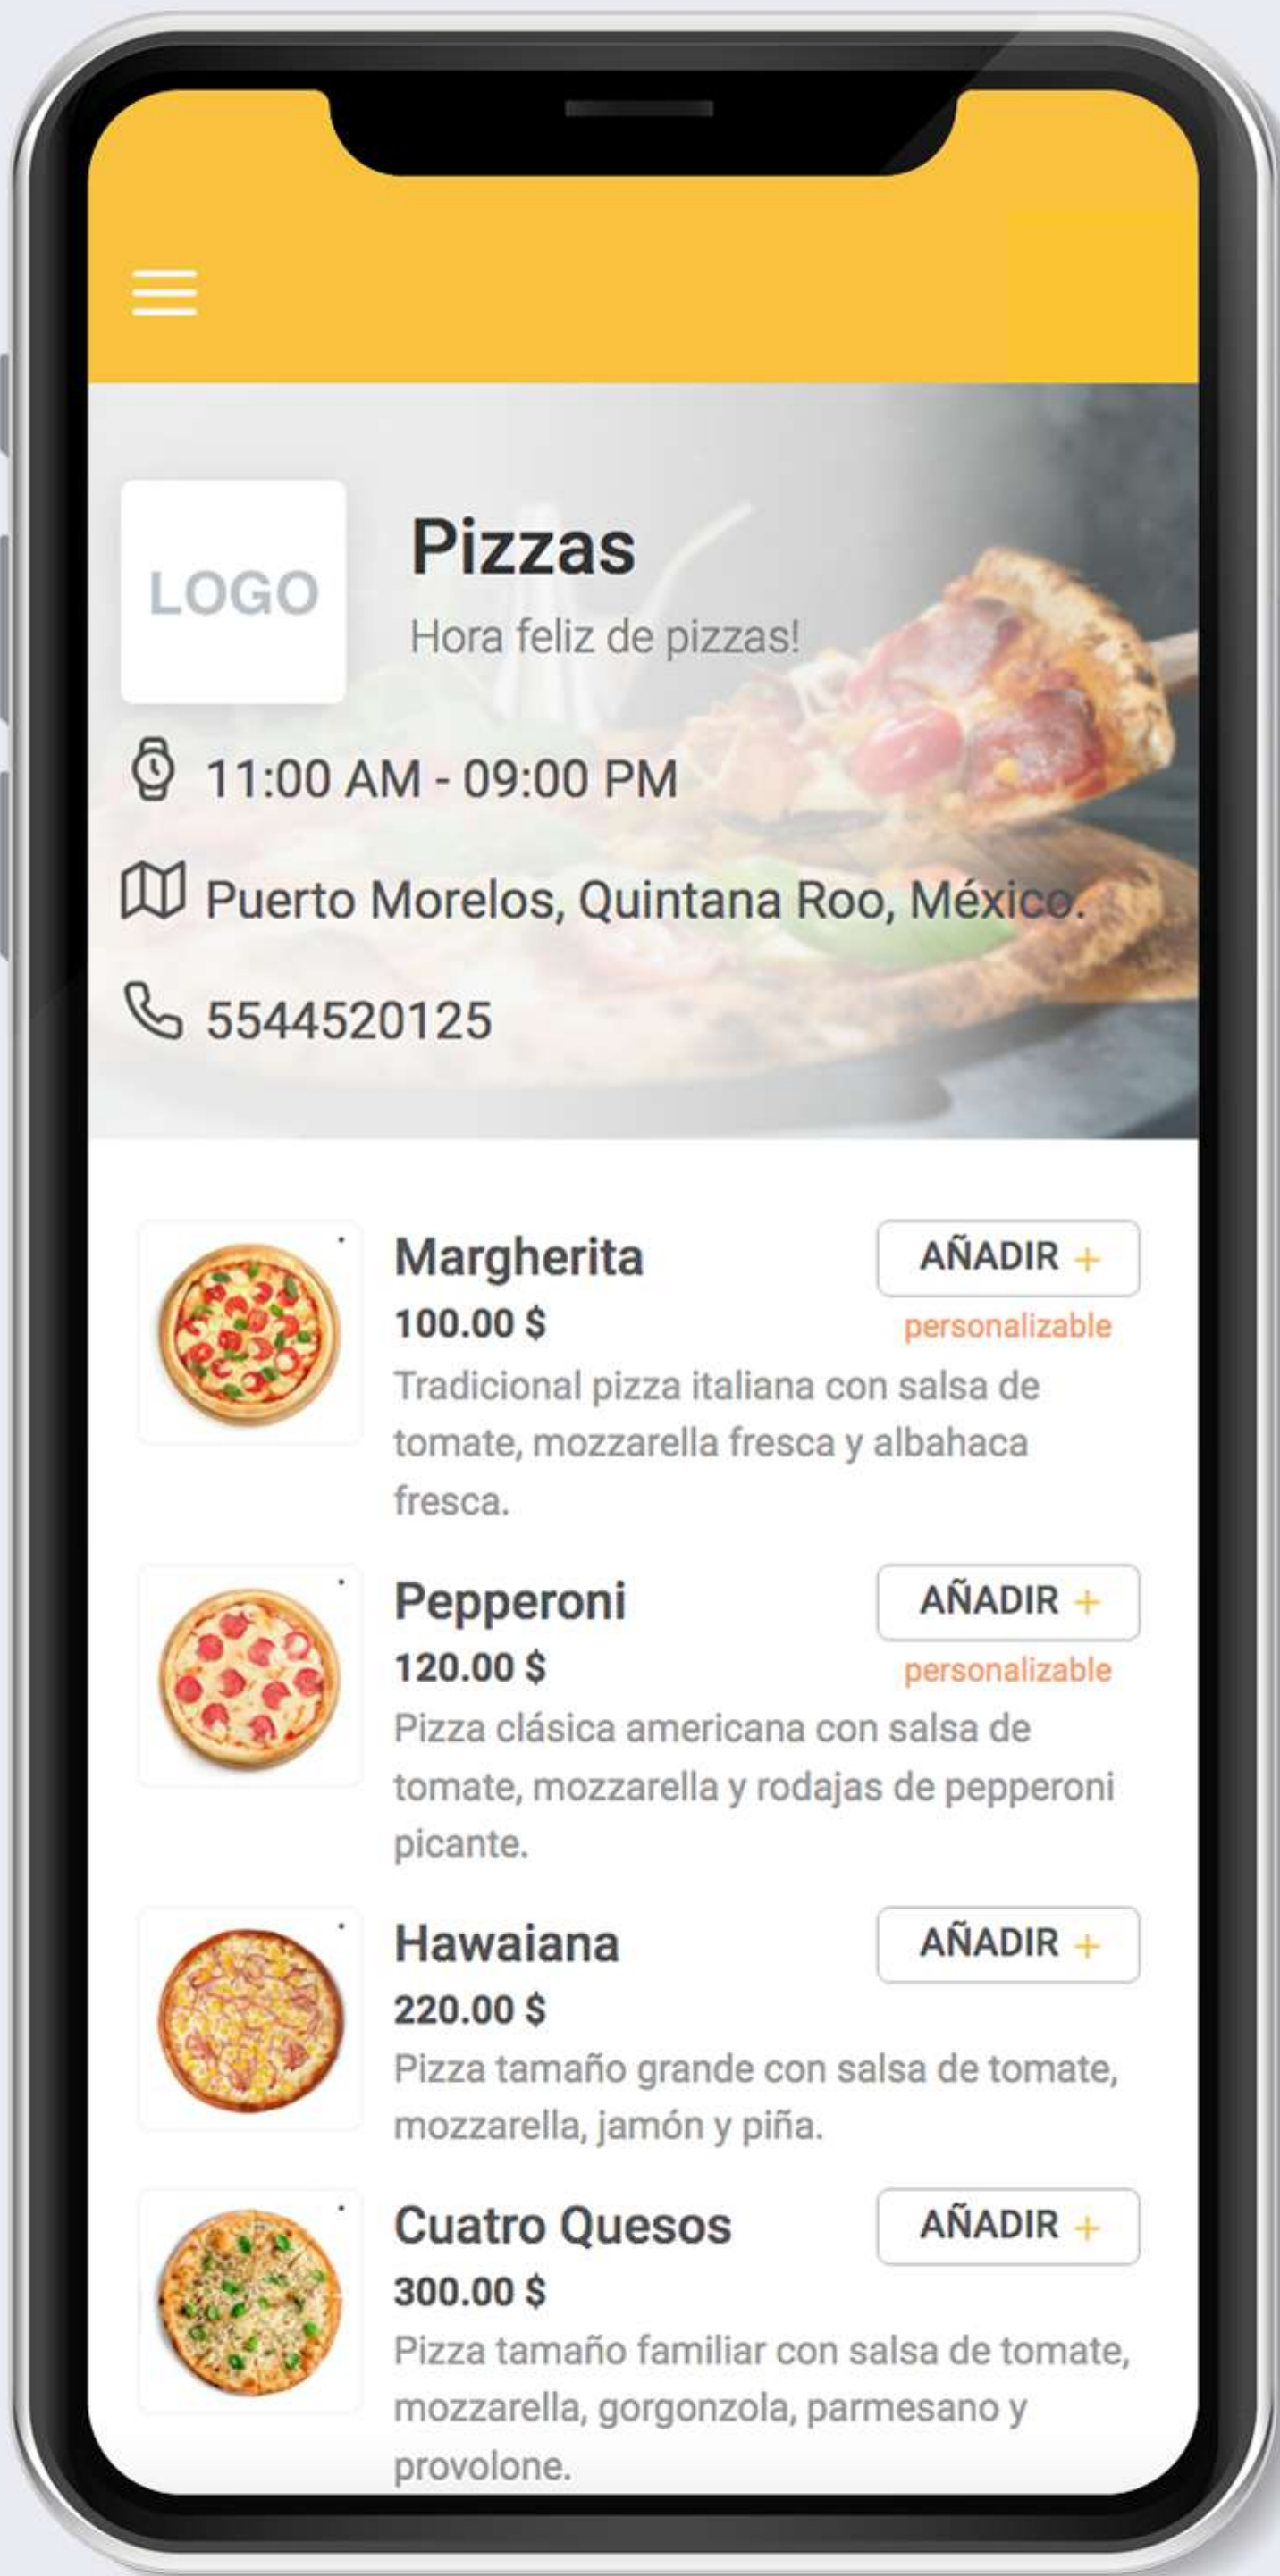 LOGO
Pizzas
Hora feliz de pizzas!
11:00 AM - 09:00 PM
Puerto Morelos, Quintana Roo, México.
5544520125
Margherita
AÑADIR +
100.00 $
personalizable
Tradicional pizza italiana con salsa de
tomate, mozzarella fresca y albahaca
fresca.
Pepperoni
AÑADIR +
120.00 $
personalizable
Pizza clásica americana con salsa de
tomate, mozzarella y rodajas de pepperoni
picante.
Hawaiana
AÑADIR +
220.00 $
Pizza tamaño grande con salsa de tomate,
mozzarella, jamón y piña.
Cuatro Quesos
AÑADIR +
300.00 $
Pizza tamaño familiar con salsa de tomate,
mozzarella, gorgonzola, parmesano y
provolone.